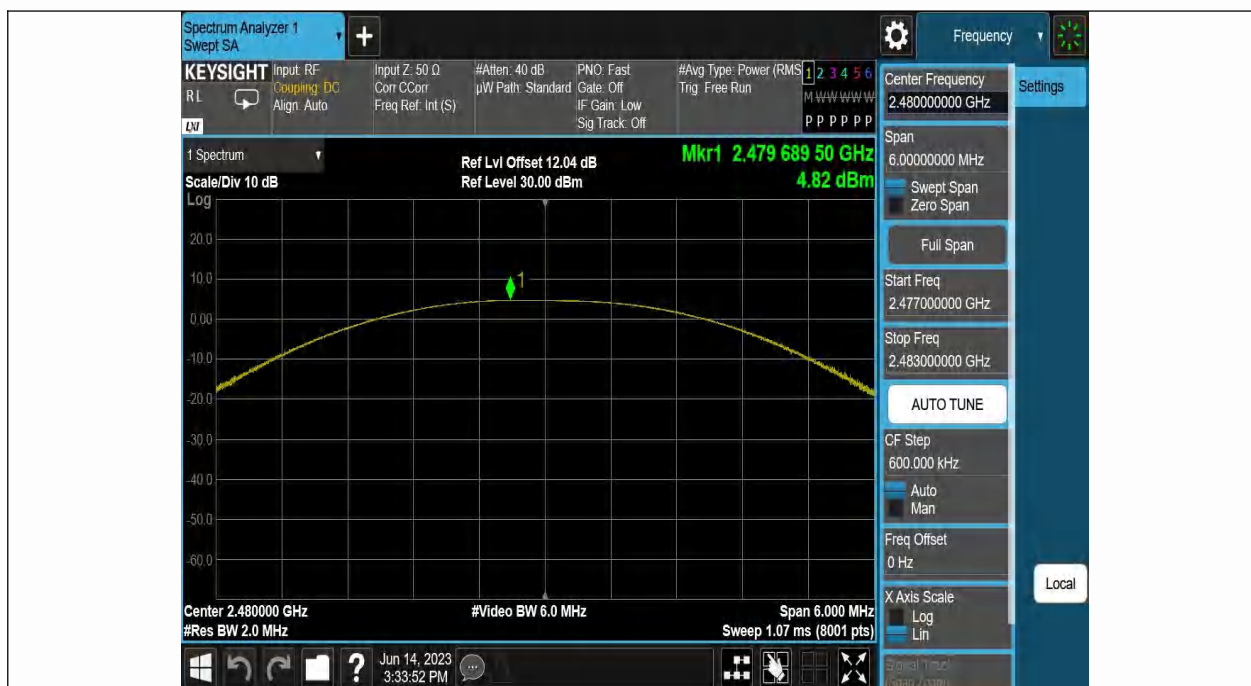 Spectrum Analyzer 1
Swept SA
+
Frequency
KEYSIGHT
RL
LXI
Input: RF
Coupling: DC
Align: Auto
Input Z: 50 Ω
Corr CCorr
Freq Ref: Int (S)
#Atten: 40 dB
µW Path: Standard
PNO: Fast
Gate: Off
IF Gain: Low
Sig Track: Off
#Avg Type: Power (RMS
Trig: Free Run
1 2 3 4 5 6
M W W W W W
P P P P P P
1 Spectrum
Scale/Div 10 dB
Log
Ref Lvl Offset 12.04 dB
Ref Level 30.00 dBm
Mkr1 2.479 689 50 GHz
4.82 dBm
20.0
10.0
0.00
-10.0
-20.0
-30.0
-40.0
-50.0
-60.0
1
Center 2.480000 GHz
#Res BW 2.0 MHz
#Video BW 6.0 MHz
Span 6.000 MHz
Sweep 1.07 ms (8001 pts)
Center Frequency
2.480000000 GHz
Settings
Span
6.00000000 MHz
Swept Span
Zero Span
Full Span
Start Freq
2.477000000 GHz
Stop Freq
2.483000000 GHz
AUTO TUNE
CF Step
600.000 kHz
Auto
Man
Freq Offset
0 Hz
X Axis Scale
Log
Lin
Local
Signal Track
(Span Zoom)
?
Jun 14, 2023
3:33:52 PM